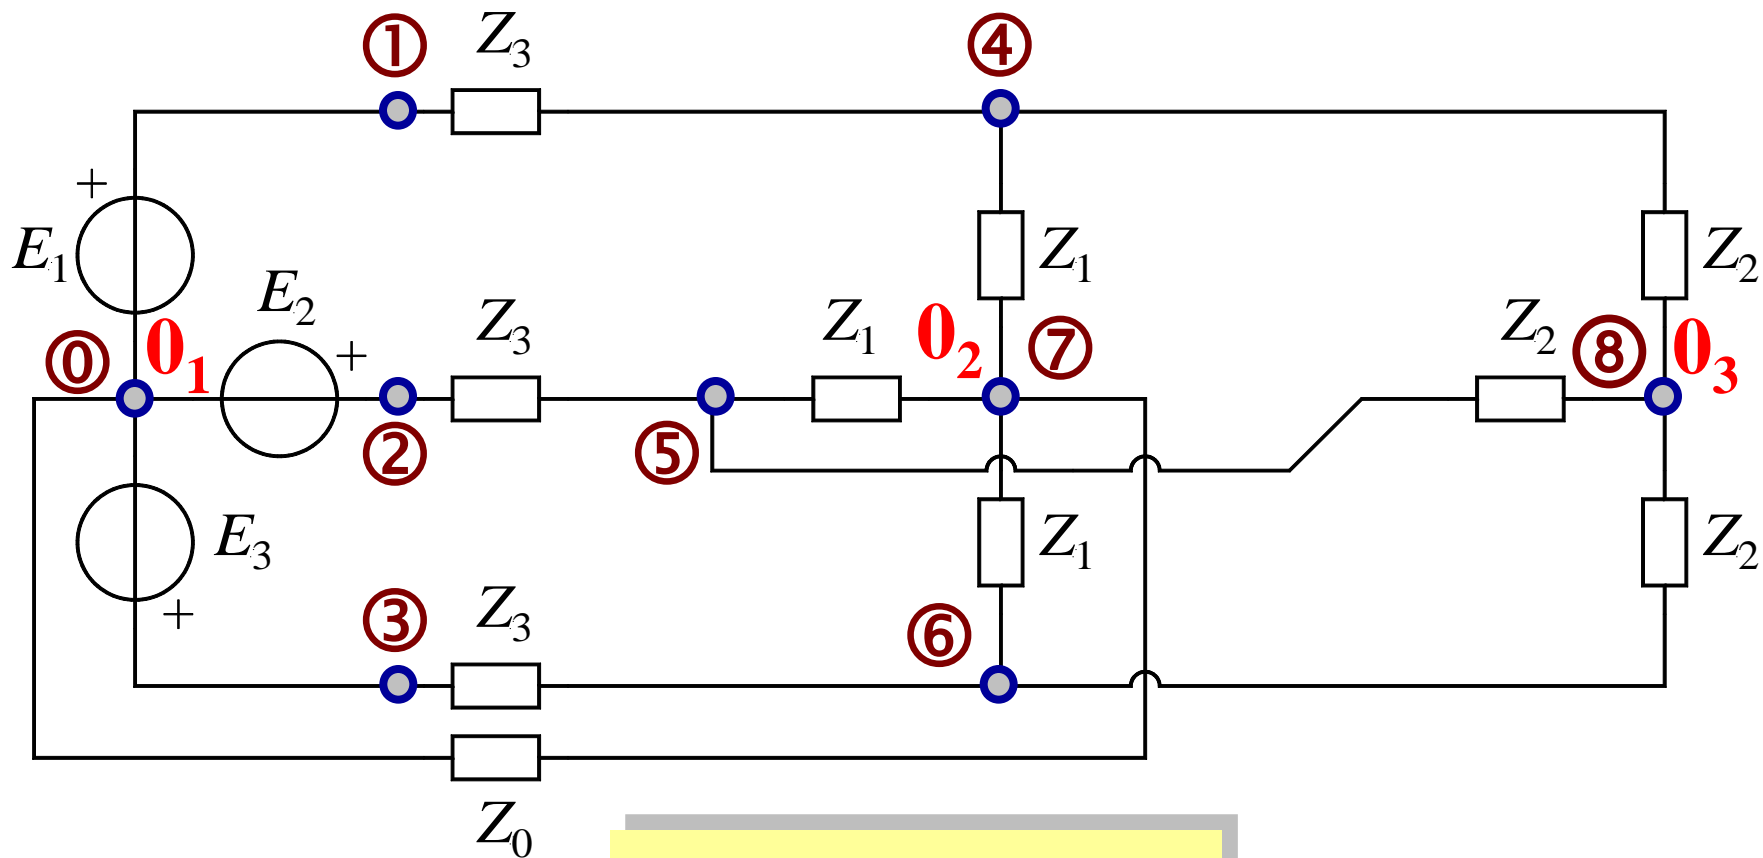 ① Z3 ④
+
E1 E2 Z1 Z2
⓪ 01 + Z3 Z1 02 ⑦ Z2 ⑧ 03
② ⑤
E3 Z1 Z2
+ ③ Z3 ⑥
Z0